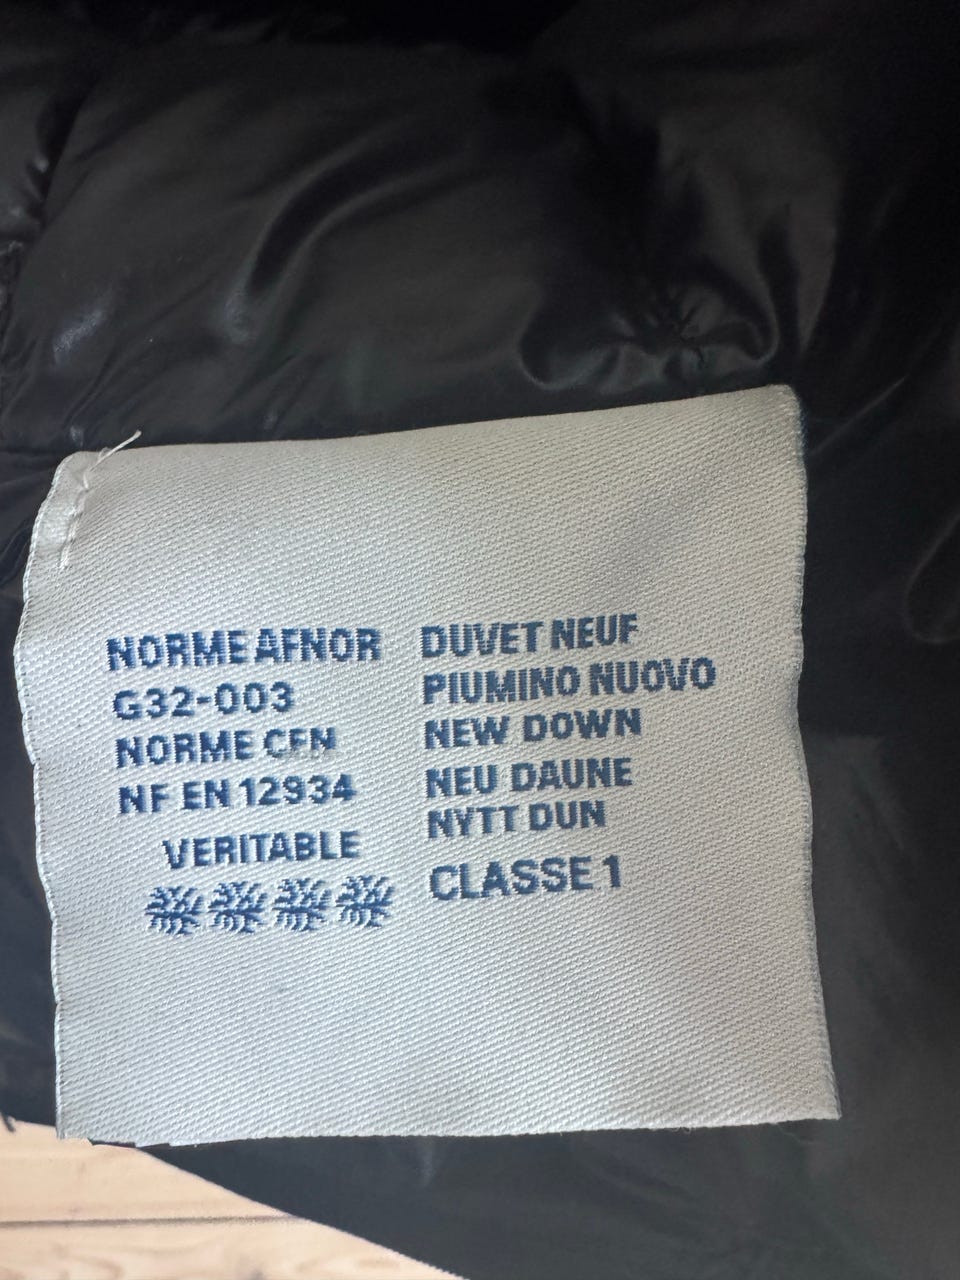 NORME AFNOR
G32-003
NORME CEN
NF EN 12934
VERITABLE
DUVET NEUF
PIUMINO NUOVO
NEW DOWN
NEU DAUNE
NYTT DUN
CLASSE 1